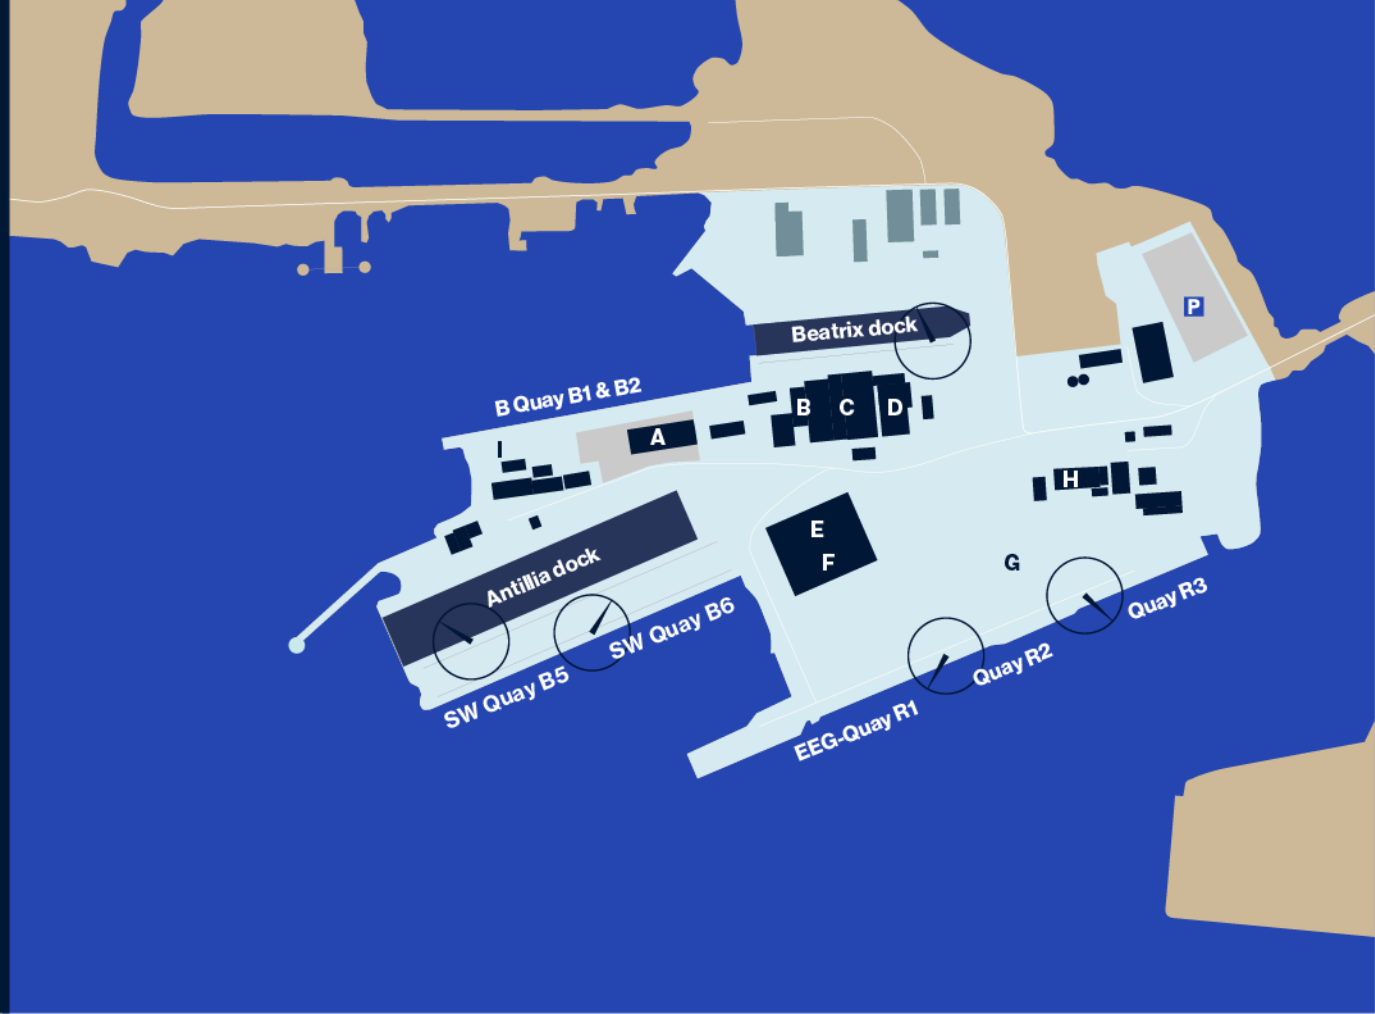 P
Beatrix dock
B Quay B1 & B2
A
B
C
D
H
E
F
G
Antillia dock
SW Quay B6
SW Quay B5
Quay R3
Quay R2
EEG-Quay R1